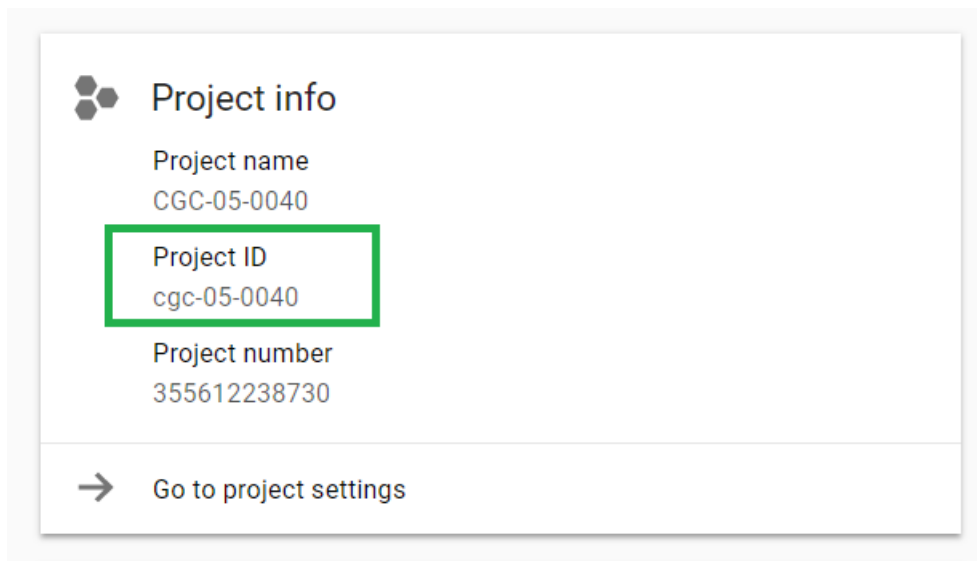 Project info
Project name
CGC-05-0040
Project ID
cgc-05-0040
Project number
355612238730
Go to project settings